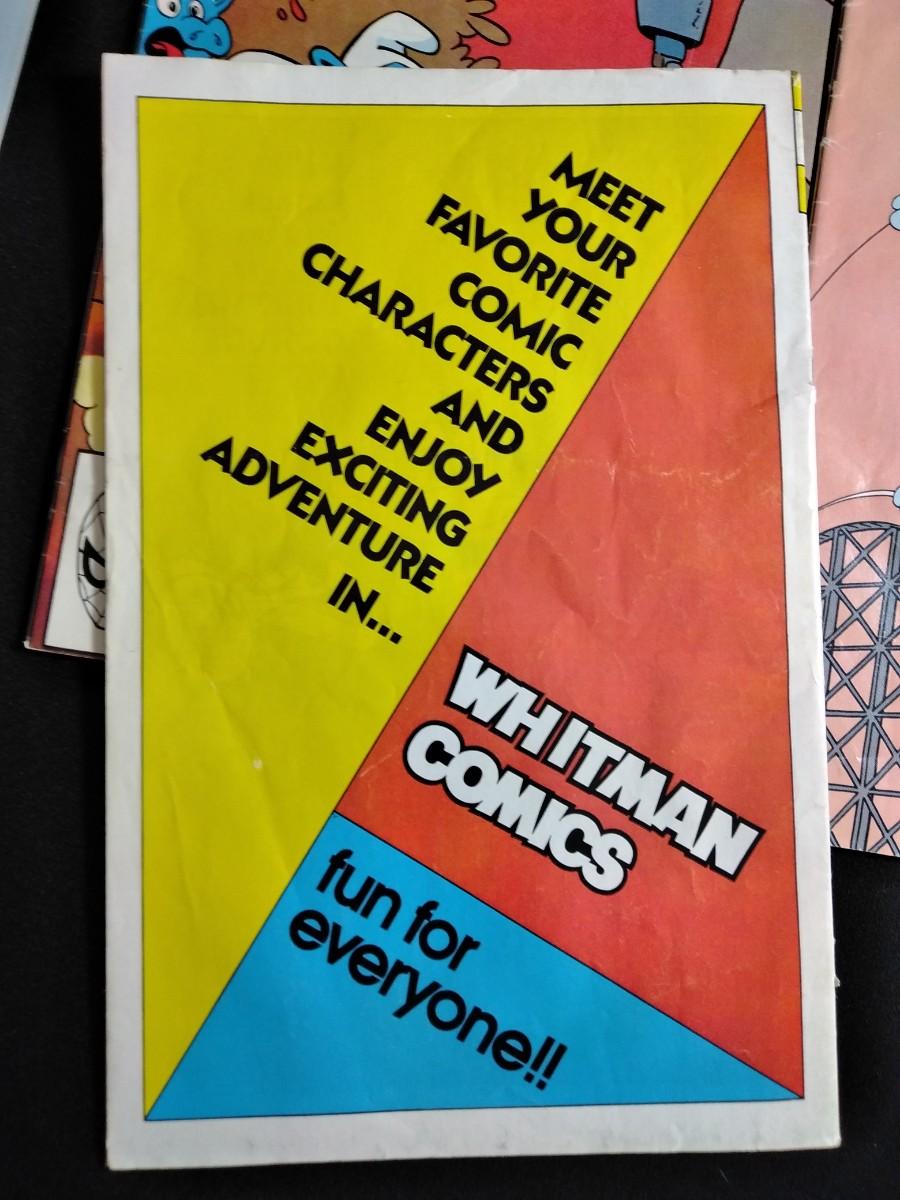 MEET
YOUR
FAVORITE
COMIC
CHARACTERS
AND
ENJOY
EXCITING
ADVENTURE
IN...
WHITMAN
COMICS
fun for
everyone!!